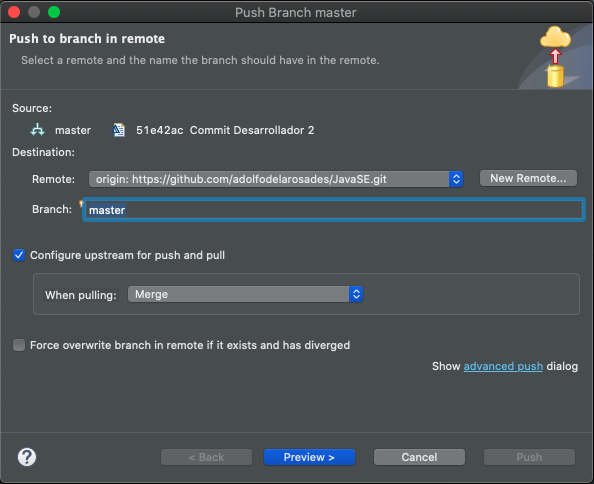 Push Branch master
Push to branch in remote
Select a remote and the name the branch should have in the remote.
Source:
master 51e42ac Commit Desarrollador 2
Destination:
Remote: origin: https://github.com/adolfodelarosades/JavaSE.git New Remote...
Branch: master
Configure upstream for push and pull
When pulling: Merge
Force overwrite branch in remote if it exists and has diverged
Show advanced push dialog
? < Back Preview > Cancel Push